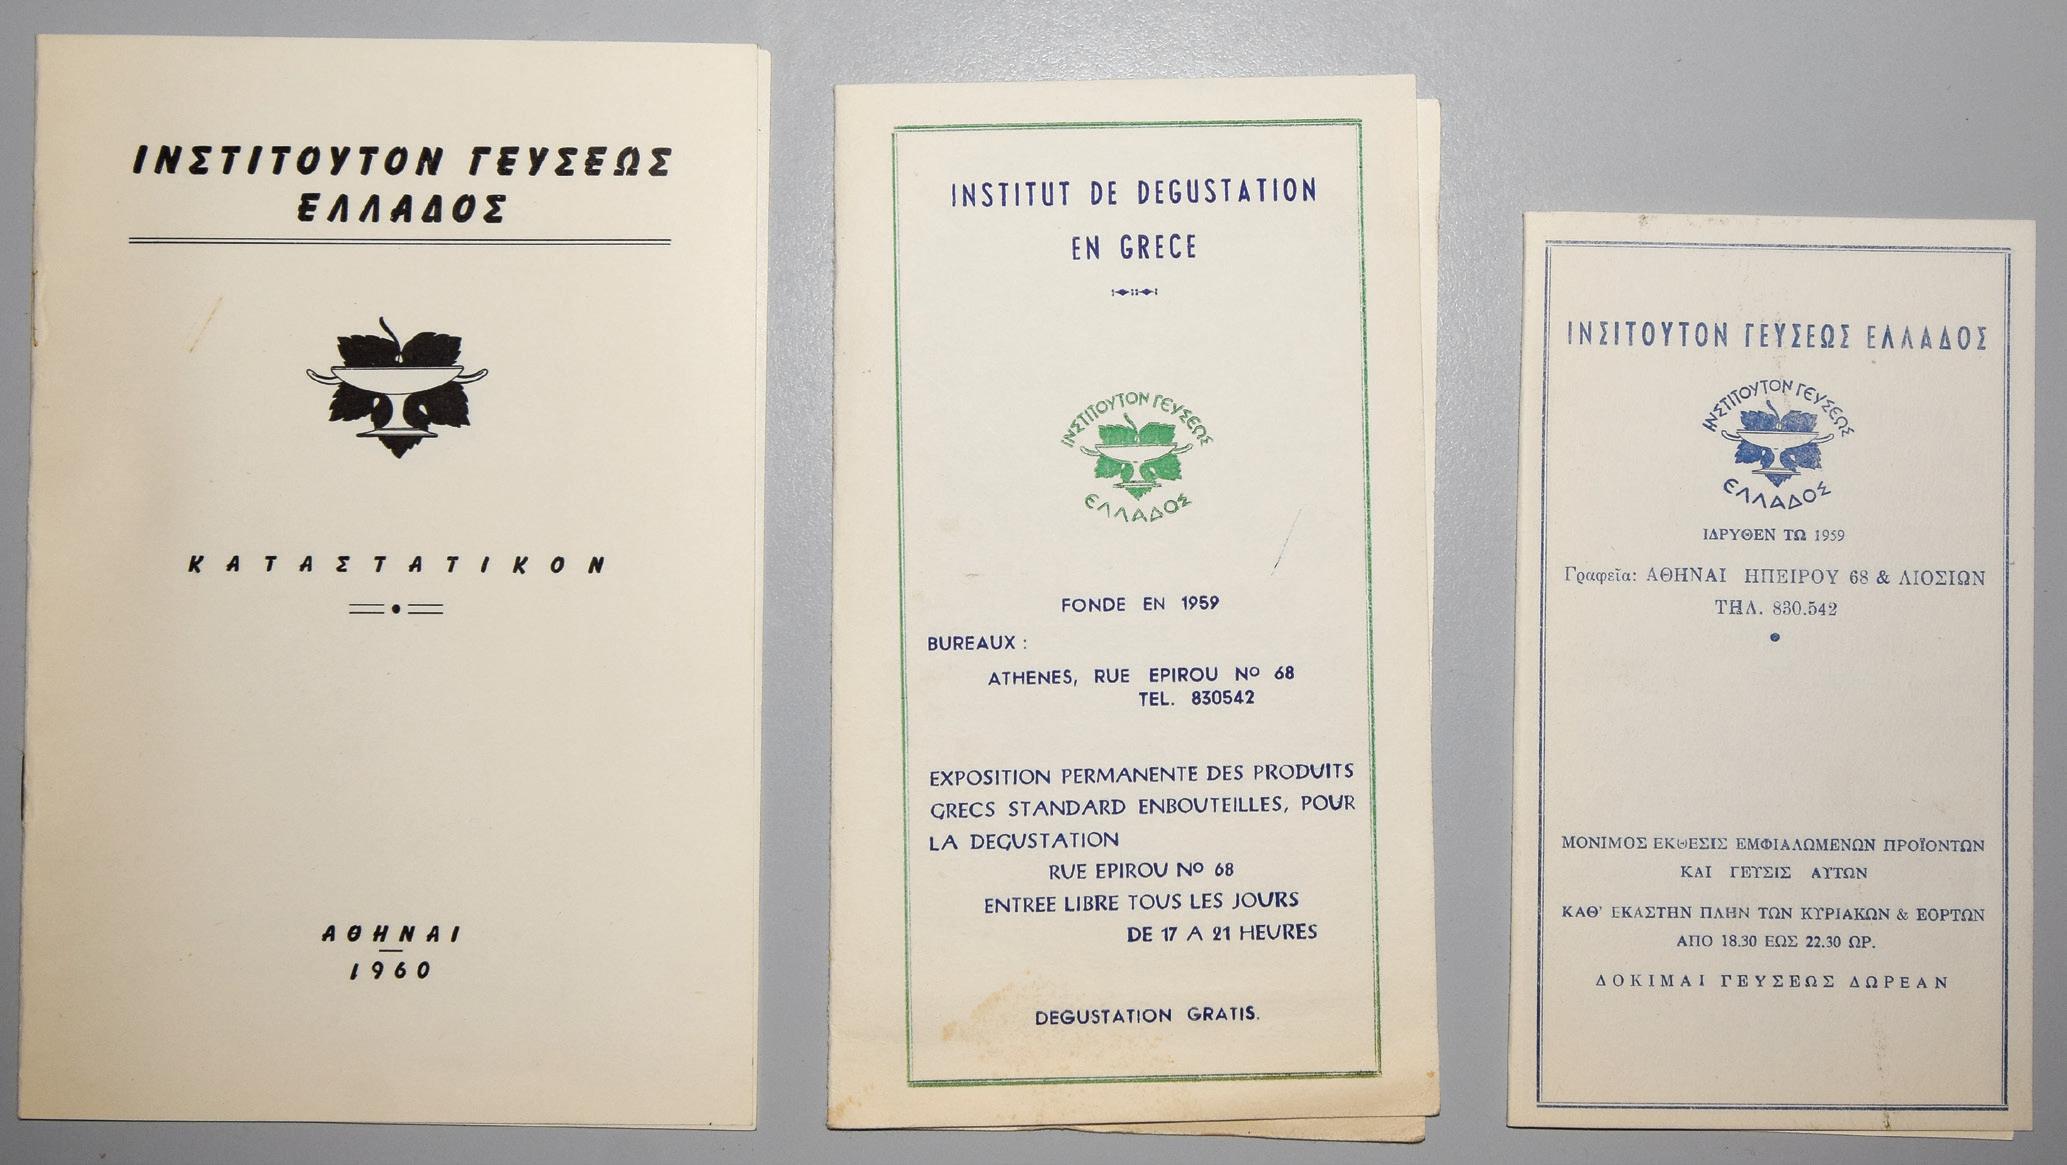 ΙΝΣΤΙΤΟΥΤΟΝ ΓΕΥΣΕΩΣ
ΕΛΛΑΔΟΣ
ΚΑΤΑΣΤΑΤΙΚΟΝ
ΑΘΗΝΑΙ
1960
INSTITUT DE DEGUSTATION
EN GRECE
ΙΝΣΤΙΤΟΥΤΟΝ ΓΕΥΣΕΩΣ
ΕΛΛΑΔΟΣ
FONDE EN 1959
BUREAUX :
ATHENES, RUE EPIROU Nο 68
TEL. 830542
EXPOSITION PERMANENTE DES PRODUITS
GRECS STANDARD ENBOUTEILLES, POUR
LA DEGUSTATION
RUE EPIROU Nο 68
ENTREE LIBRE TOUS LES JOURS
DE 17 A 21 HEURES
DEGUSTATION GRATIS.
ΙΝΣΙΤΟΥΤΟΝ ΓΕΥΣΕΩΣ ΕΛΛΑΔΟΣ
ΙΝΣΤΙΤΟΥΤΟΝ ΓΕΥΣΕΩΣ
ΕΛΛΑΔΟΣ
ΙΔΡΥΘΕΝ ΤΩ 1959
Γραφεῖα: ΑΘΗΝΑΙ ΗΠΕΙΡΟΥ 68 & ΛΙΟΣΙΩΝ
ΤΗΛ. 830.542
ΜΟΝΙΜΟΣ ΕΚΘΕΣΙΣ ΕΜΦΙΑΛΩΜΕΝΩΝ ΠΡΟΪΟΝΤΩΝ
ΚΑΙ ΓΕΥΣΙΣ ΑΥΤΩΝ
ΚΑΘ' ΕΚΑΣΤΗΝ ΠΛΗΝ ΤΩΝ ΚΥΡΙΑΚΩΝ & ΕΟΡΤΩΝ
ΑΠΟ 18.30 ΕΩΣ 22.30 ΩΡ.
ΔΟΚΙΜΑΙ ΓΕΥΣΕΩΣ ΔΩΡΕΑΝ